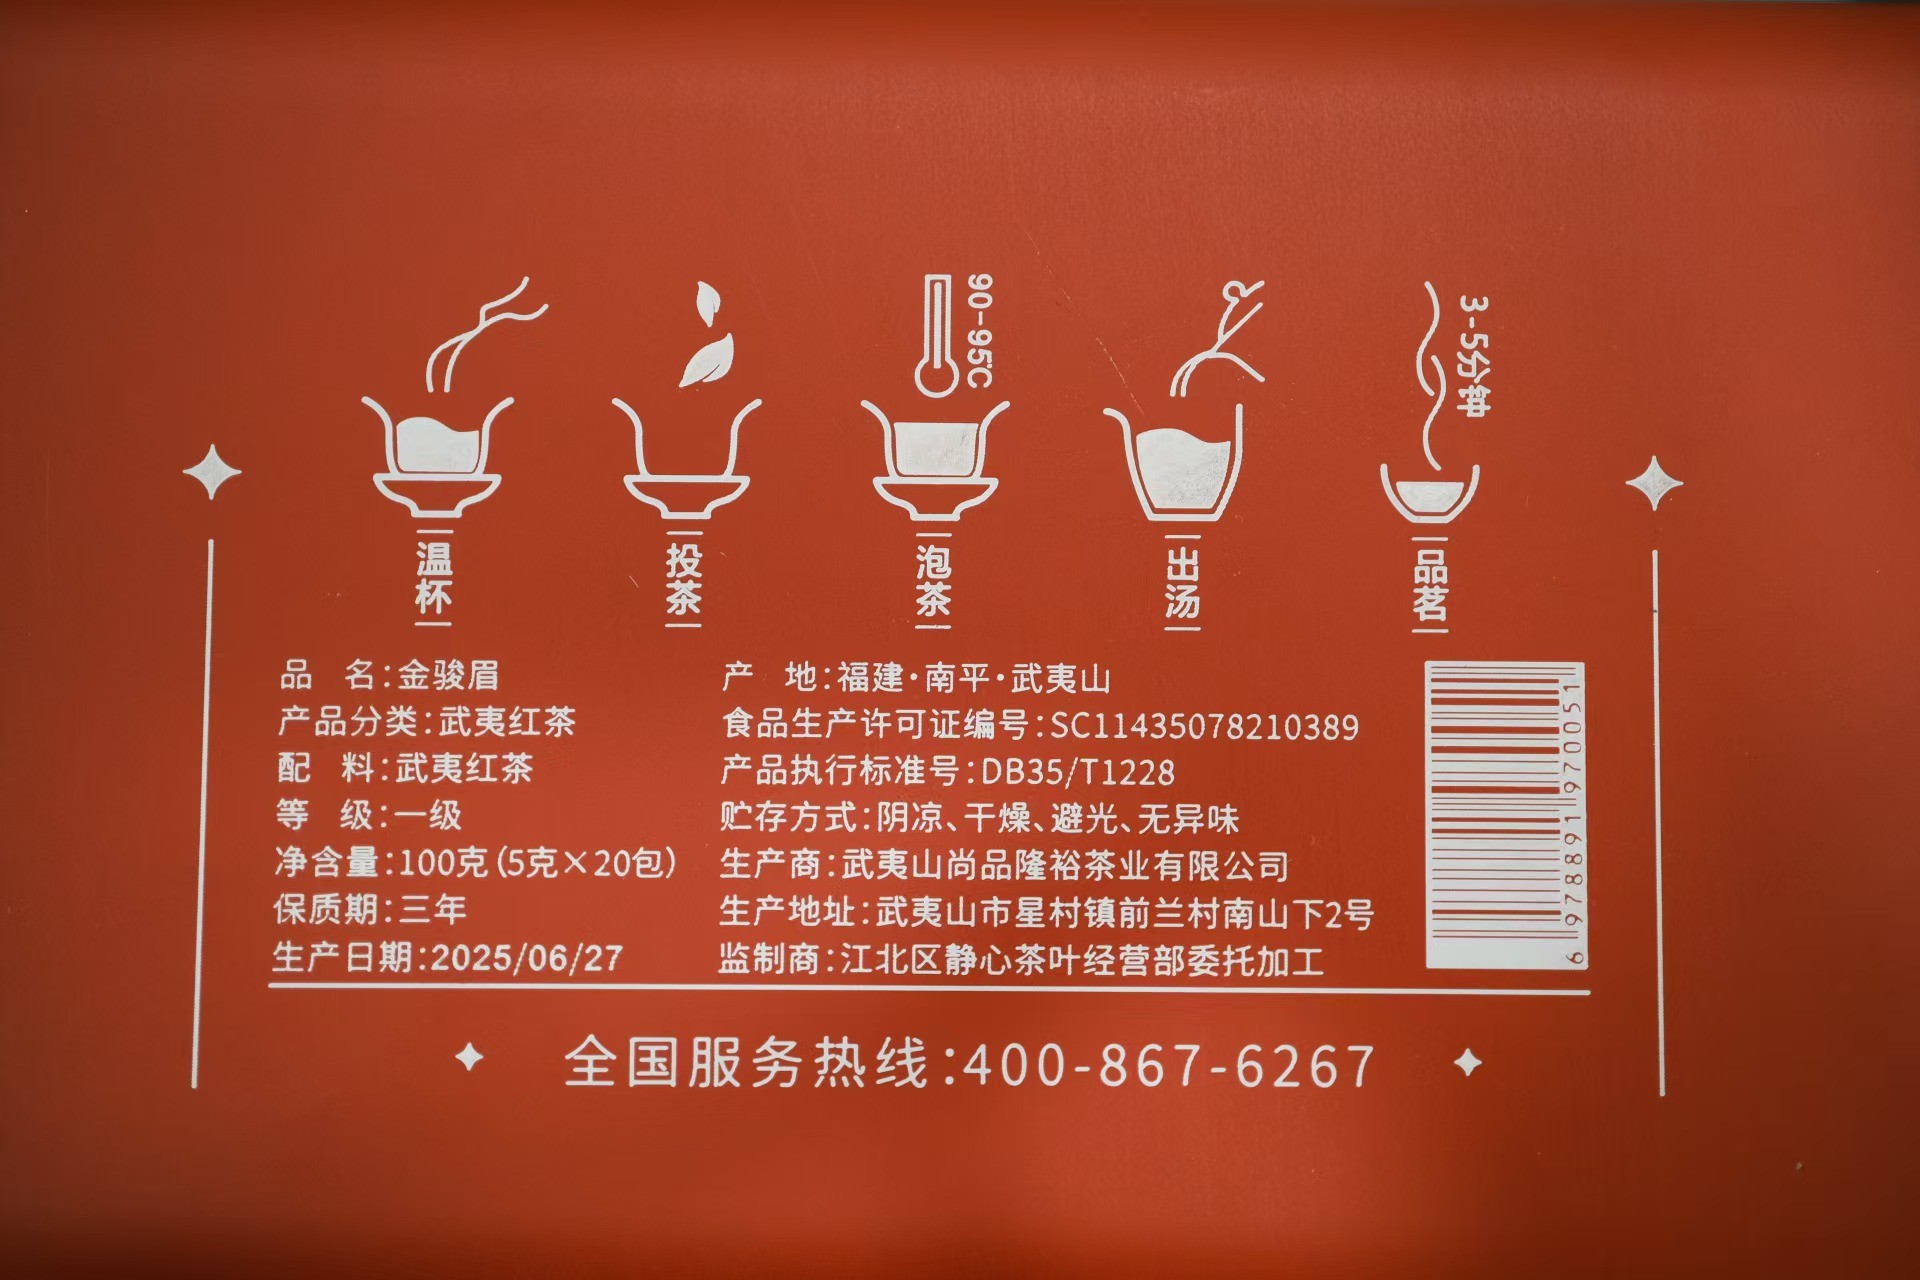 90-95℃
3-5分钟
温杯
投茶
泡茶
出汤
品茗
品 名:金骏眉
产品分类:武夷红茶
配 料:武夷红茶
等 级:一级
净含量:100克(5克×20包)
保质期:三年
生产日期:2025/06/27
产 地:福建·南平·武夷山
食品生产许可证编号:SC11435078210389
产品执行标准号:DB35/T1228
贮存方式:阴凉、干燥、避光、无异味
生产商:武夷山尚品隆裕茶业有限公司
生产地址:武夷山市星村镇前兰村南山下2号
监制商:江北区静心茶叶经营部委托加工
6 978891 970051
全国服务热线:400-867-6267